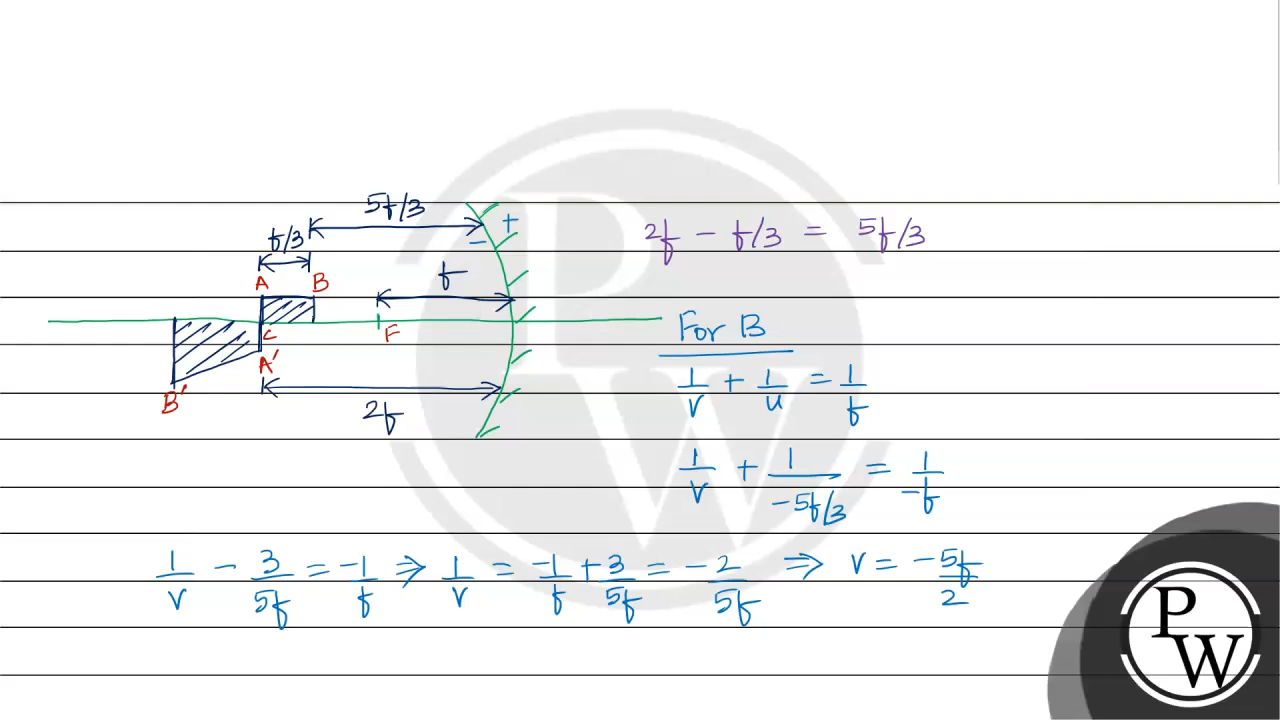 5f/3
f/3
A B
f
- +
C F
A'
B'
2f
2f - f/3 = 5f/3
For B
1/v + 1/u = 1/f
1/v + 1/-5f/3 = 1/-f
1/v - 3/5f = -1/f ⇒ 1/v = -1/f + 3/5f = -2/5f ⇒ v = -5f/2
P
W
P
W